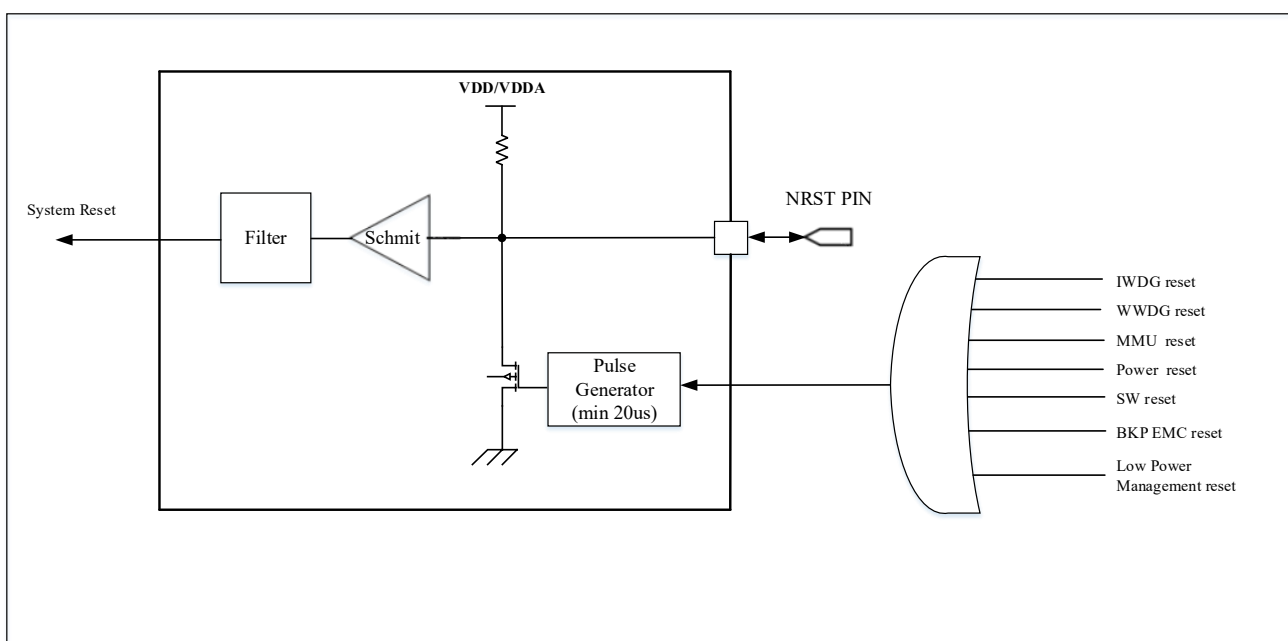 VDD/VDDA
NRST PIN
System Reset
Filter
Schmit
IWDG reset
WWDG reset
MMU reset
Power reset
SW reset
BKP EMC reset
Low Power
Management reset
Pulse
Generator
(min 20us)